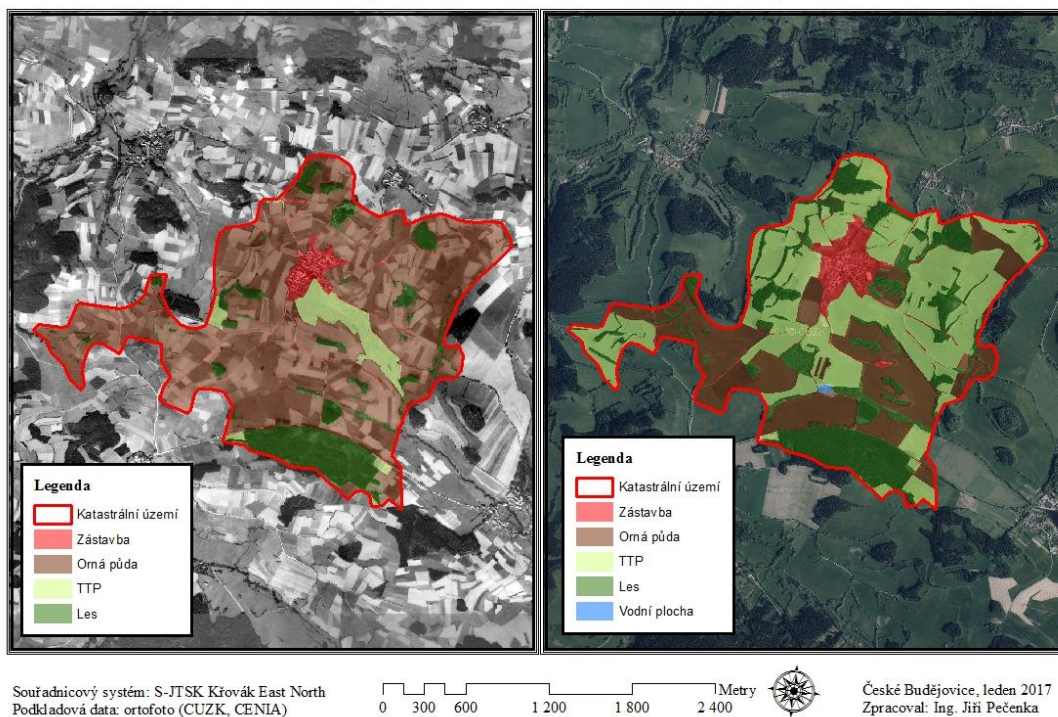 Legenda
Katastrální území
Zástavba
Orná půda
TTP
Les
Legenda
Katastrální území
Zástavba
Orná půda
TTP
Les
Vodní plocha
Souřadnicový systém: S-JTSK Křovák East North
Podkladová data: ortofoto (CUZK, CENIA)
Metry
0 300 600 1 200 1 800 2 400
České Budějovice, leden 2017
Zpracoval: Ing. Jiří Pečenka